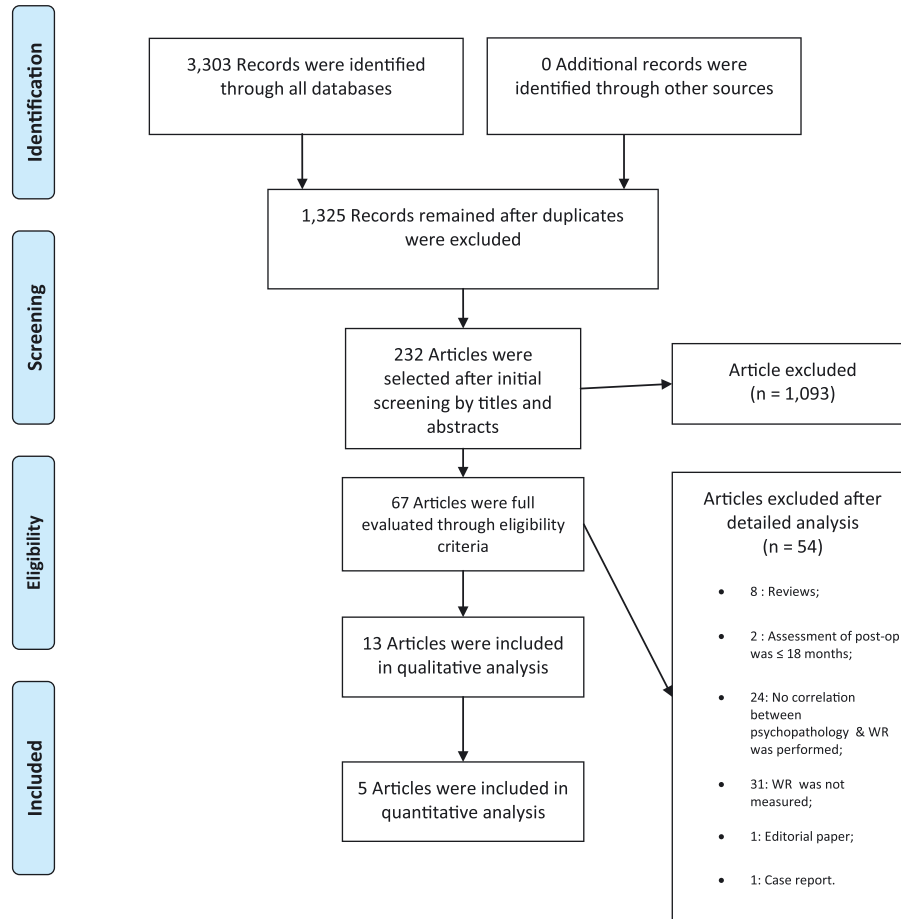 Identification
3,303 Records were identified
through all databases
0 Additional records were
identified through other sources
1,325 Records remained after duplicates
were excluded
Screening
232 Articles were
selected after initial
screening by titles and
abstracts
Article excluded
(n = 1,093)
Eligibility
67 Articles were full
evaluated through eligibility
criteria
Articles excluded after
detailed analysis
(n = 54)
• 8 : Reviews;
• 2 : Assessment of post-op
was ≤ 18 months;
• 24: No correlation
between
psychopathology & WR
was performed;
• 31: WR was not
measured;
• 1: Editorial paper;
• 1: Case report.
13 Articles were included
in qualitative analysis
Included
5 Articles were included in
quantitative analysis